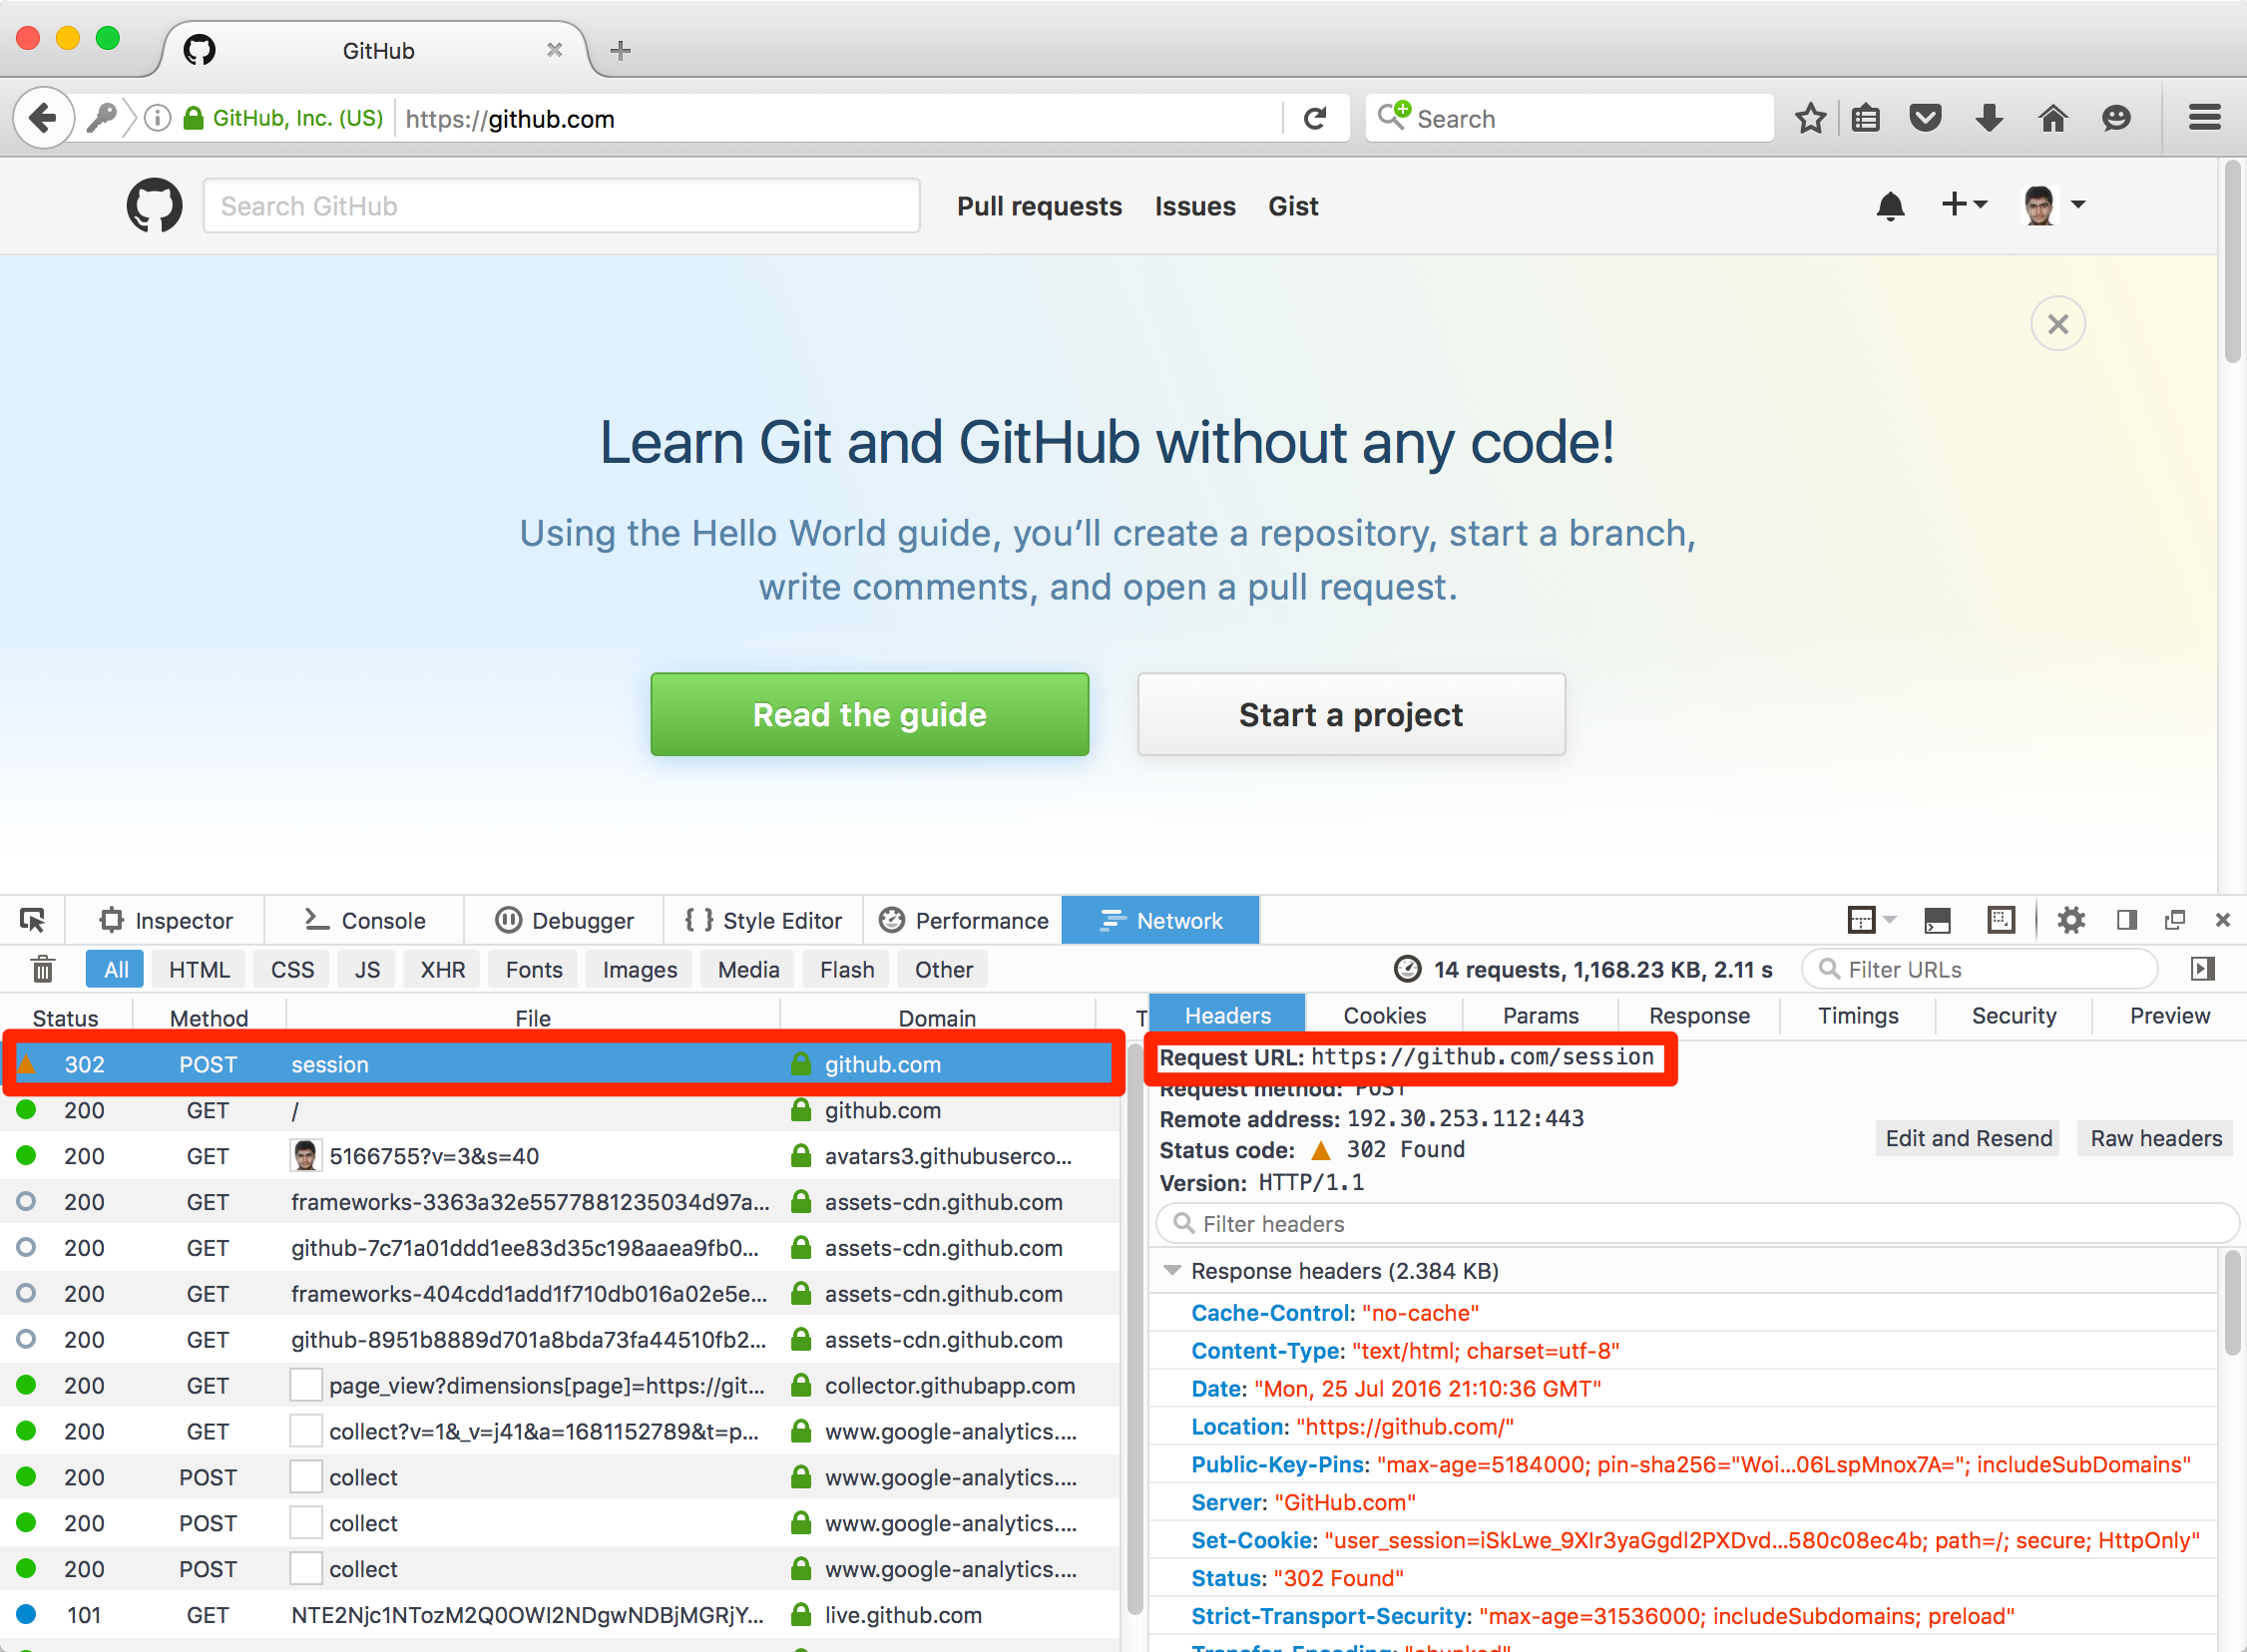 GitHub
GitHub, Inc. (US) https://github.com Search
Search GitHub Pull requests Issues Gist
Learn Git and GitHub without any code!
Using the Hello World guide, you’ll create a repository, start a branch,
write comments, and open a pull request.
Read the guide Start a project
Inspector Console Debugger Style Editor Performance Network
All HTML CSS JS XHR Fonts Images Media Flash Other 14 requests, 1,168.23 KB, 2.11 s Filter URLs
Status Method File Domain T Headers Cookies Params Response Timings Security Preview
302 POST session github.com
200 GET / github.com
200 GET 5166755?v=3&s=40 avatars3.githubuserco...
200 GET frameworks-3363a32e5577881235034d97a... assets-cdn.github.com
200 GET github-7c71a01ddd1ee83d35c198aaea9fb0... assets-cdn.github.com
200 GET frameworks-404cdd1add1f710db016a02e5e... assets-cdn.github.com
200 GET github-8951b8889d701a8bda73fa44510fb2... assets-cdn.github.com
200 GET page_view?dimensions[page]=https://git... collector.githubapp.com
200 GET collect?v=1&_v=j41&a=1681152789&t=p... www.google-analytics....
200 POST collect www.google-analytics....
200 POST collect www.google-analytics....
200 POST collect www.google-analytics....
101 GET NTE2Njc1NTozM2Q0OWI2NDgwNDBjMGRjY... live.github.com
Request URL: https://github.com/session
Request method: POST
Remote address: 192.30.253.112:443
Status code: 302 Found
Version: HTTP/1.1
Edit and Resend Raw headers
Filter headers
Response headers (2.384 KB)
Cache-Control: "no-cache"
Content-Type: "text/html; charset=utf-8"
Date: "Mon, 25 Jul 2016 21:10:36 GMT"
Location: "https://github.com/"
Public-Key-Pins: "max-age=5184000; pin-sha256="Woi...06LspMnox7A="; includeSubDomains"
Server: "GitHub.com"
Set-Cookie: "user_session=iSkLwe_9XIr3yaGgdI2PXDvd...580c08ec4b; path=/; secure; HttpOnly"
Status: "302 Found"
Strict-Transport-Security: "max-age=31536000; includeSubdomains; preload"
Transfer-Encoding: "chunked"